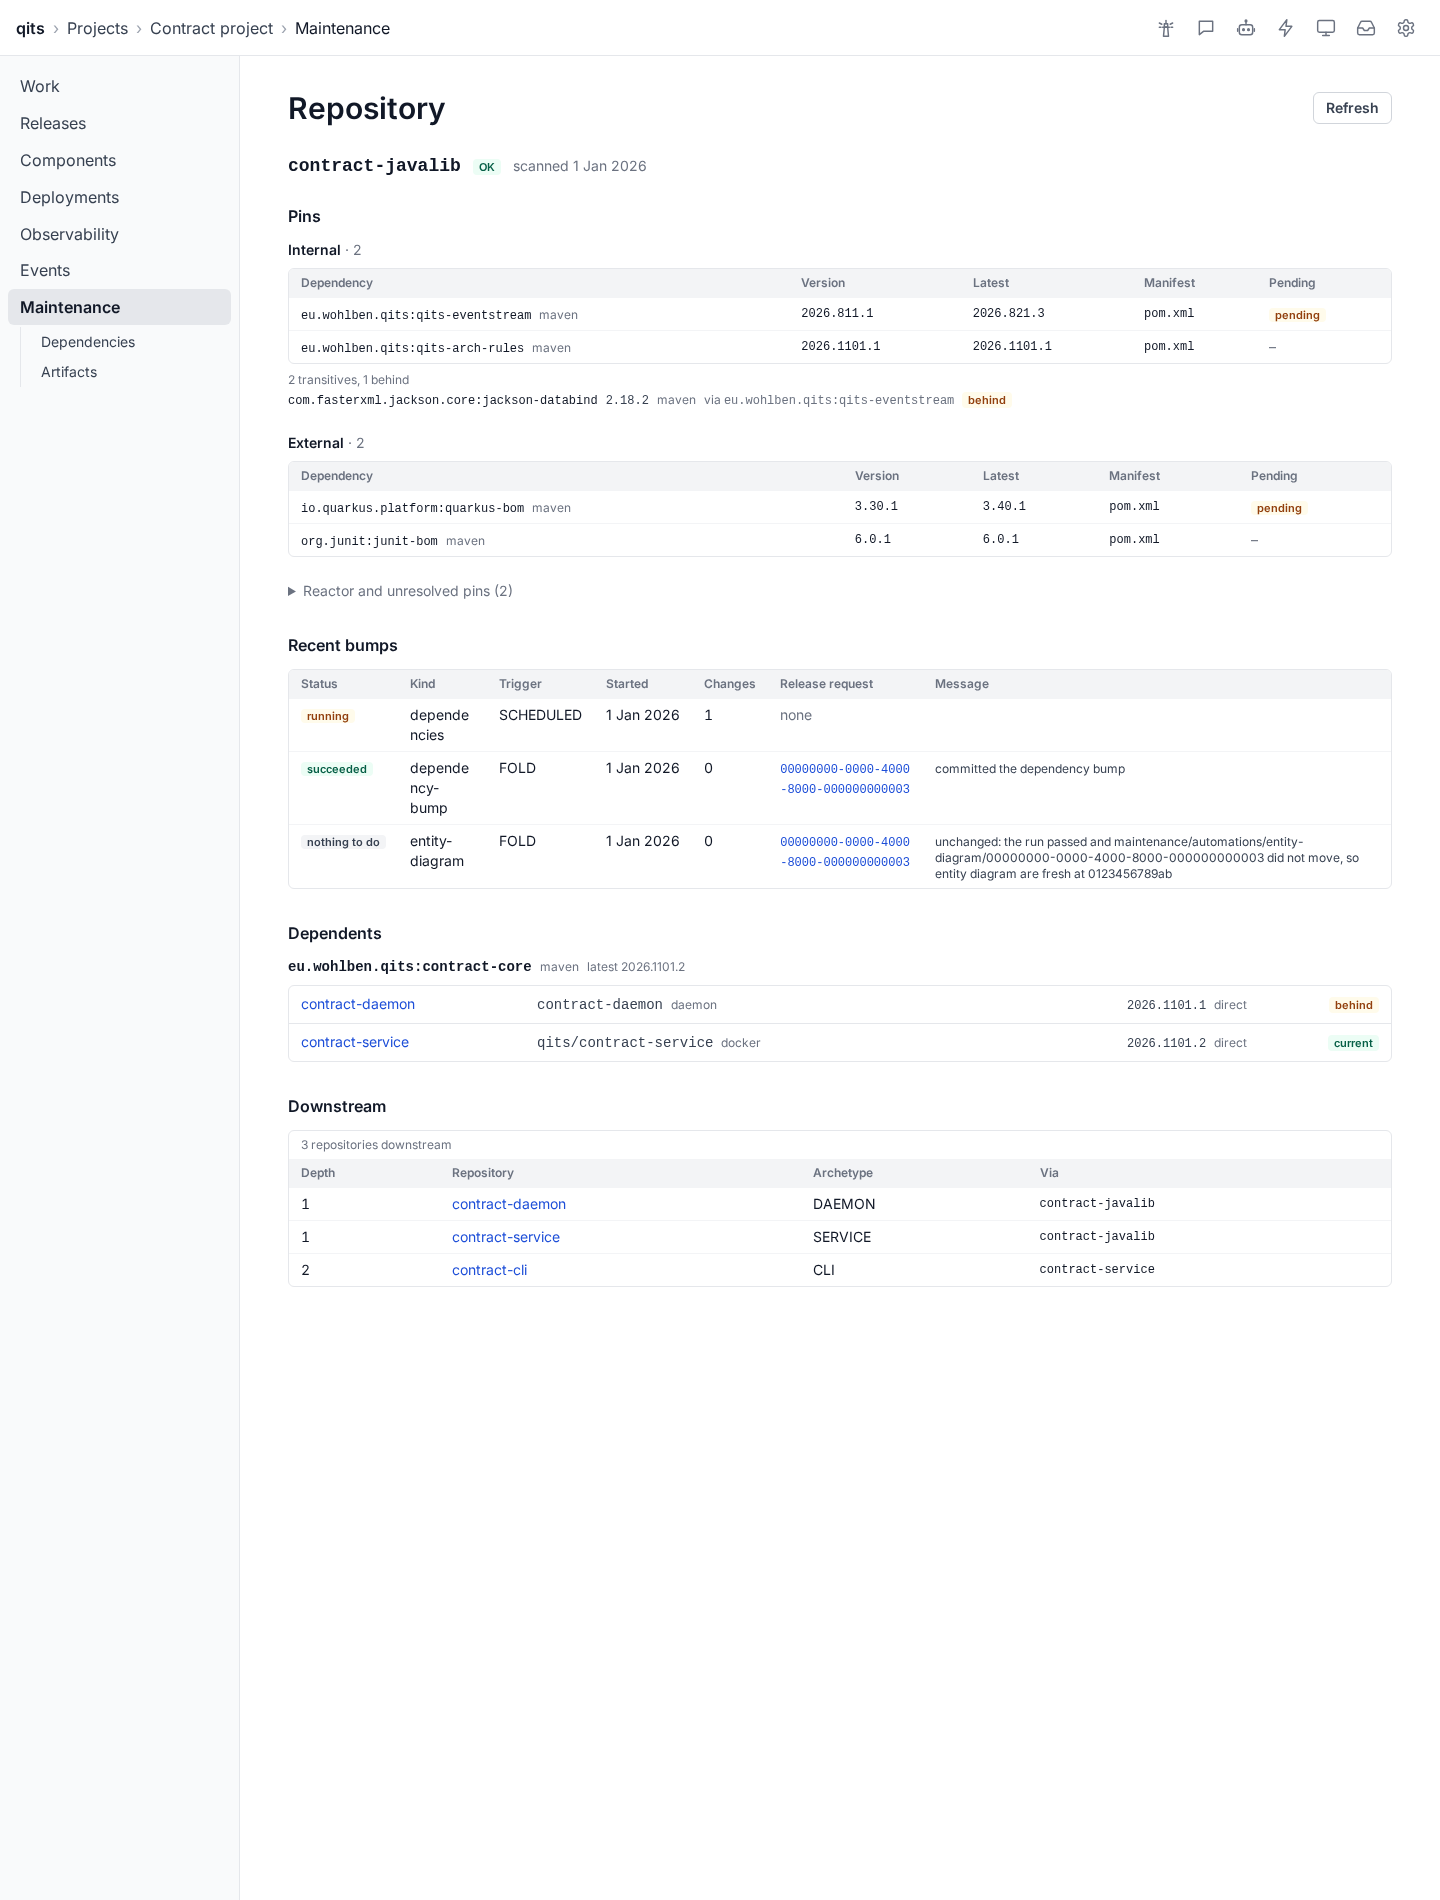 qits › Projects › Contract project › Maintenance
Work
Releases
Components
Deployments
Observability
Events
Maintenance
Dependencies
Artifacts
Repository
Refresh
contract-javalib OK scanned 1 Jan 2026
Pins
Internal · 2
Dependency Version Latest Manifest Pending
eu.wohlben.qits:qits-eventstream maven 2026.811.1 2026.821.3 pom.xml pending
eu.wohlben.qits:qits-arch-rules maven 2026.1101.1 2026.1101.1 pom.xml –
2 transitives, 1 behind
com.fasterxml.jackson.core:jackson-databind 2.18.2 maven via eu.wohlben.qits:qits-eventstream behind
External · 2
Dependency Version Latest Manifest Pending
io.quarkus.platform:quarkus-bom maven 3.30.1 3.40.1 pom.xml pending
org.junit:junit-bom maven 6.0.1 6.0.1 pom.xml –
Reactor and unresolved pins (2)
Recent bumps
Status Kind Trigger Started Changes Release request Message
running depende SCHEDULED 1 Jan 2026 1 none
ncies
succeeded depende FOLD 1 Jan 2026 0 00000000-0000-4000 committed the dependency bump
ncy- -8000-000000000003
bump
nothing to do entity- FOLD 1 Jan 2026 0 00000000-0000-4000 unchanged: the run passed and maintenance/automations/entity-
diagram -8000-000000000003 diagram/00000000-0000-4000-8000-000000000003 did not move, so
entity diagram are fresh at 0123456789ab
Dependents
eu.wohlben.qits:contract-core maven latest 2026.1101.2
contract-daemon contract-daemon daemon 2026.1101.1 direct behind
contract-service qits/contract-service docker 2026.1101.2 direct current
Downstream
3 repositories downstream
Depth Repository Archetype Via
1 contract-daemon DAEMON contract-javalib
1 contract-service SERVICE contract-javalib
2 contract-cli CLI contract-service